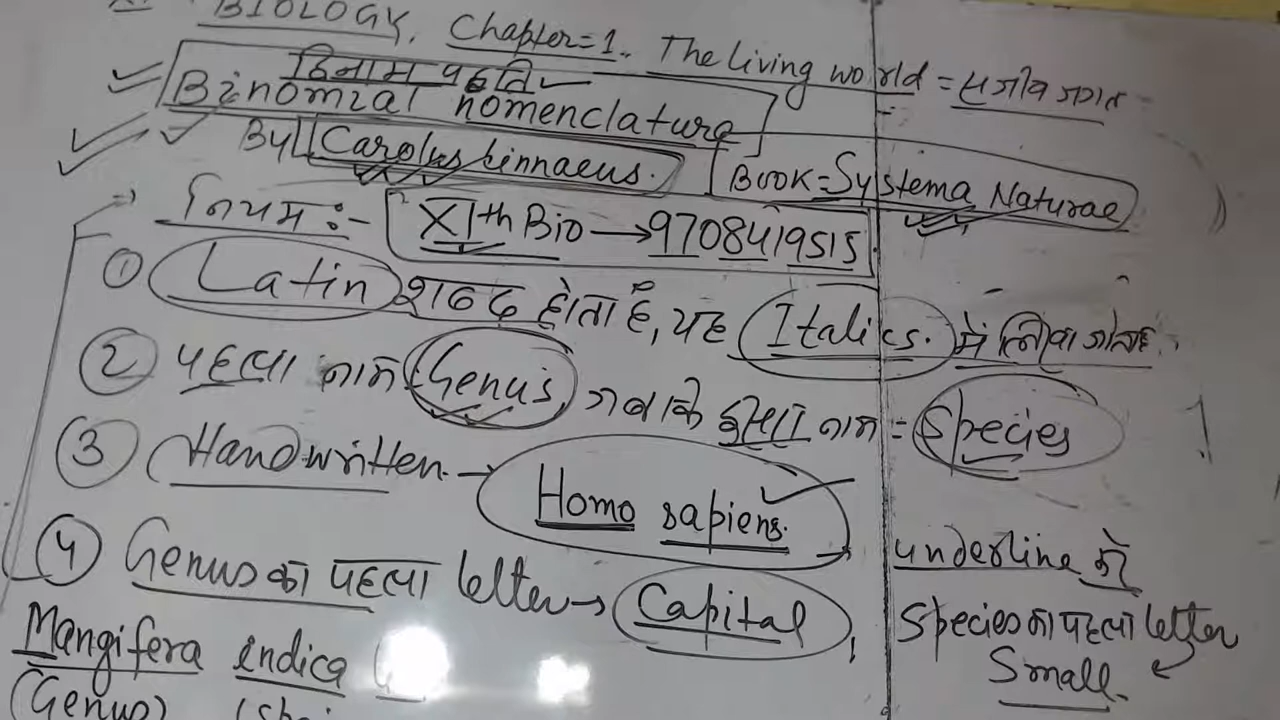 BIOLOGY, Chapter=1. The living world = सजीव जगत
द्विनाम पद्धति
Binomial nomenclature
By Carolus Linnaeus. Book=Systema Naturae
नियम :- XIth Bio → 9708419515
① Latin शब्द होता है, यह Italics. में लिखा जाता है.
② पहला नाम Genus, जबकि दूसरा नाम = Species
③ Handwritten → Homo sapiens. underline करें
④ Genus का पहला letter → Capital, Species का पहला letter Small.
Mangifera indica
(Genus)